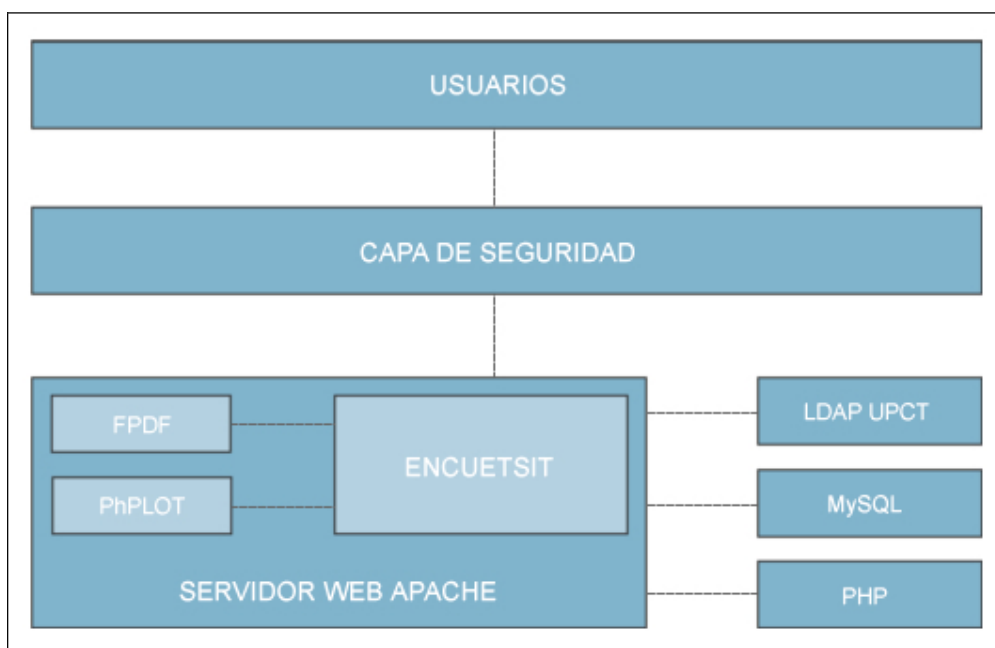 USUARIOS
CAPA DE SEGURIDAD
FPDF
PhPLOT
ENCUETSIT
SERVIDOR WEB APACHE
LDAP UPCT
MySQL
PHP